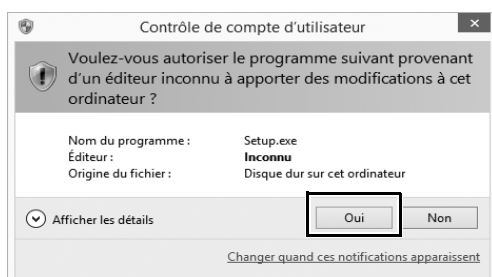 Contrôle de compte d'utilisateur
Voulez-vous autoriser le programme suivant provenant
d'un éditeur inconnu à apporter des modifications à cet
ordinateur ?
Nom du programme : Setup.exe
Éditeur : Inconnu
Origine du fichier : Disque dur sur cet ordinateur
Afficher les détails
Oui Non
Changer quand ces notifications apparaissent